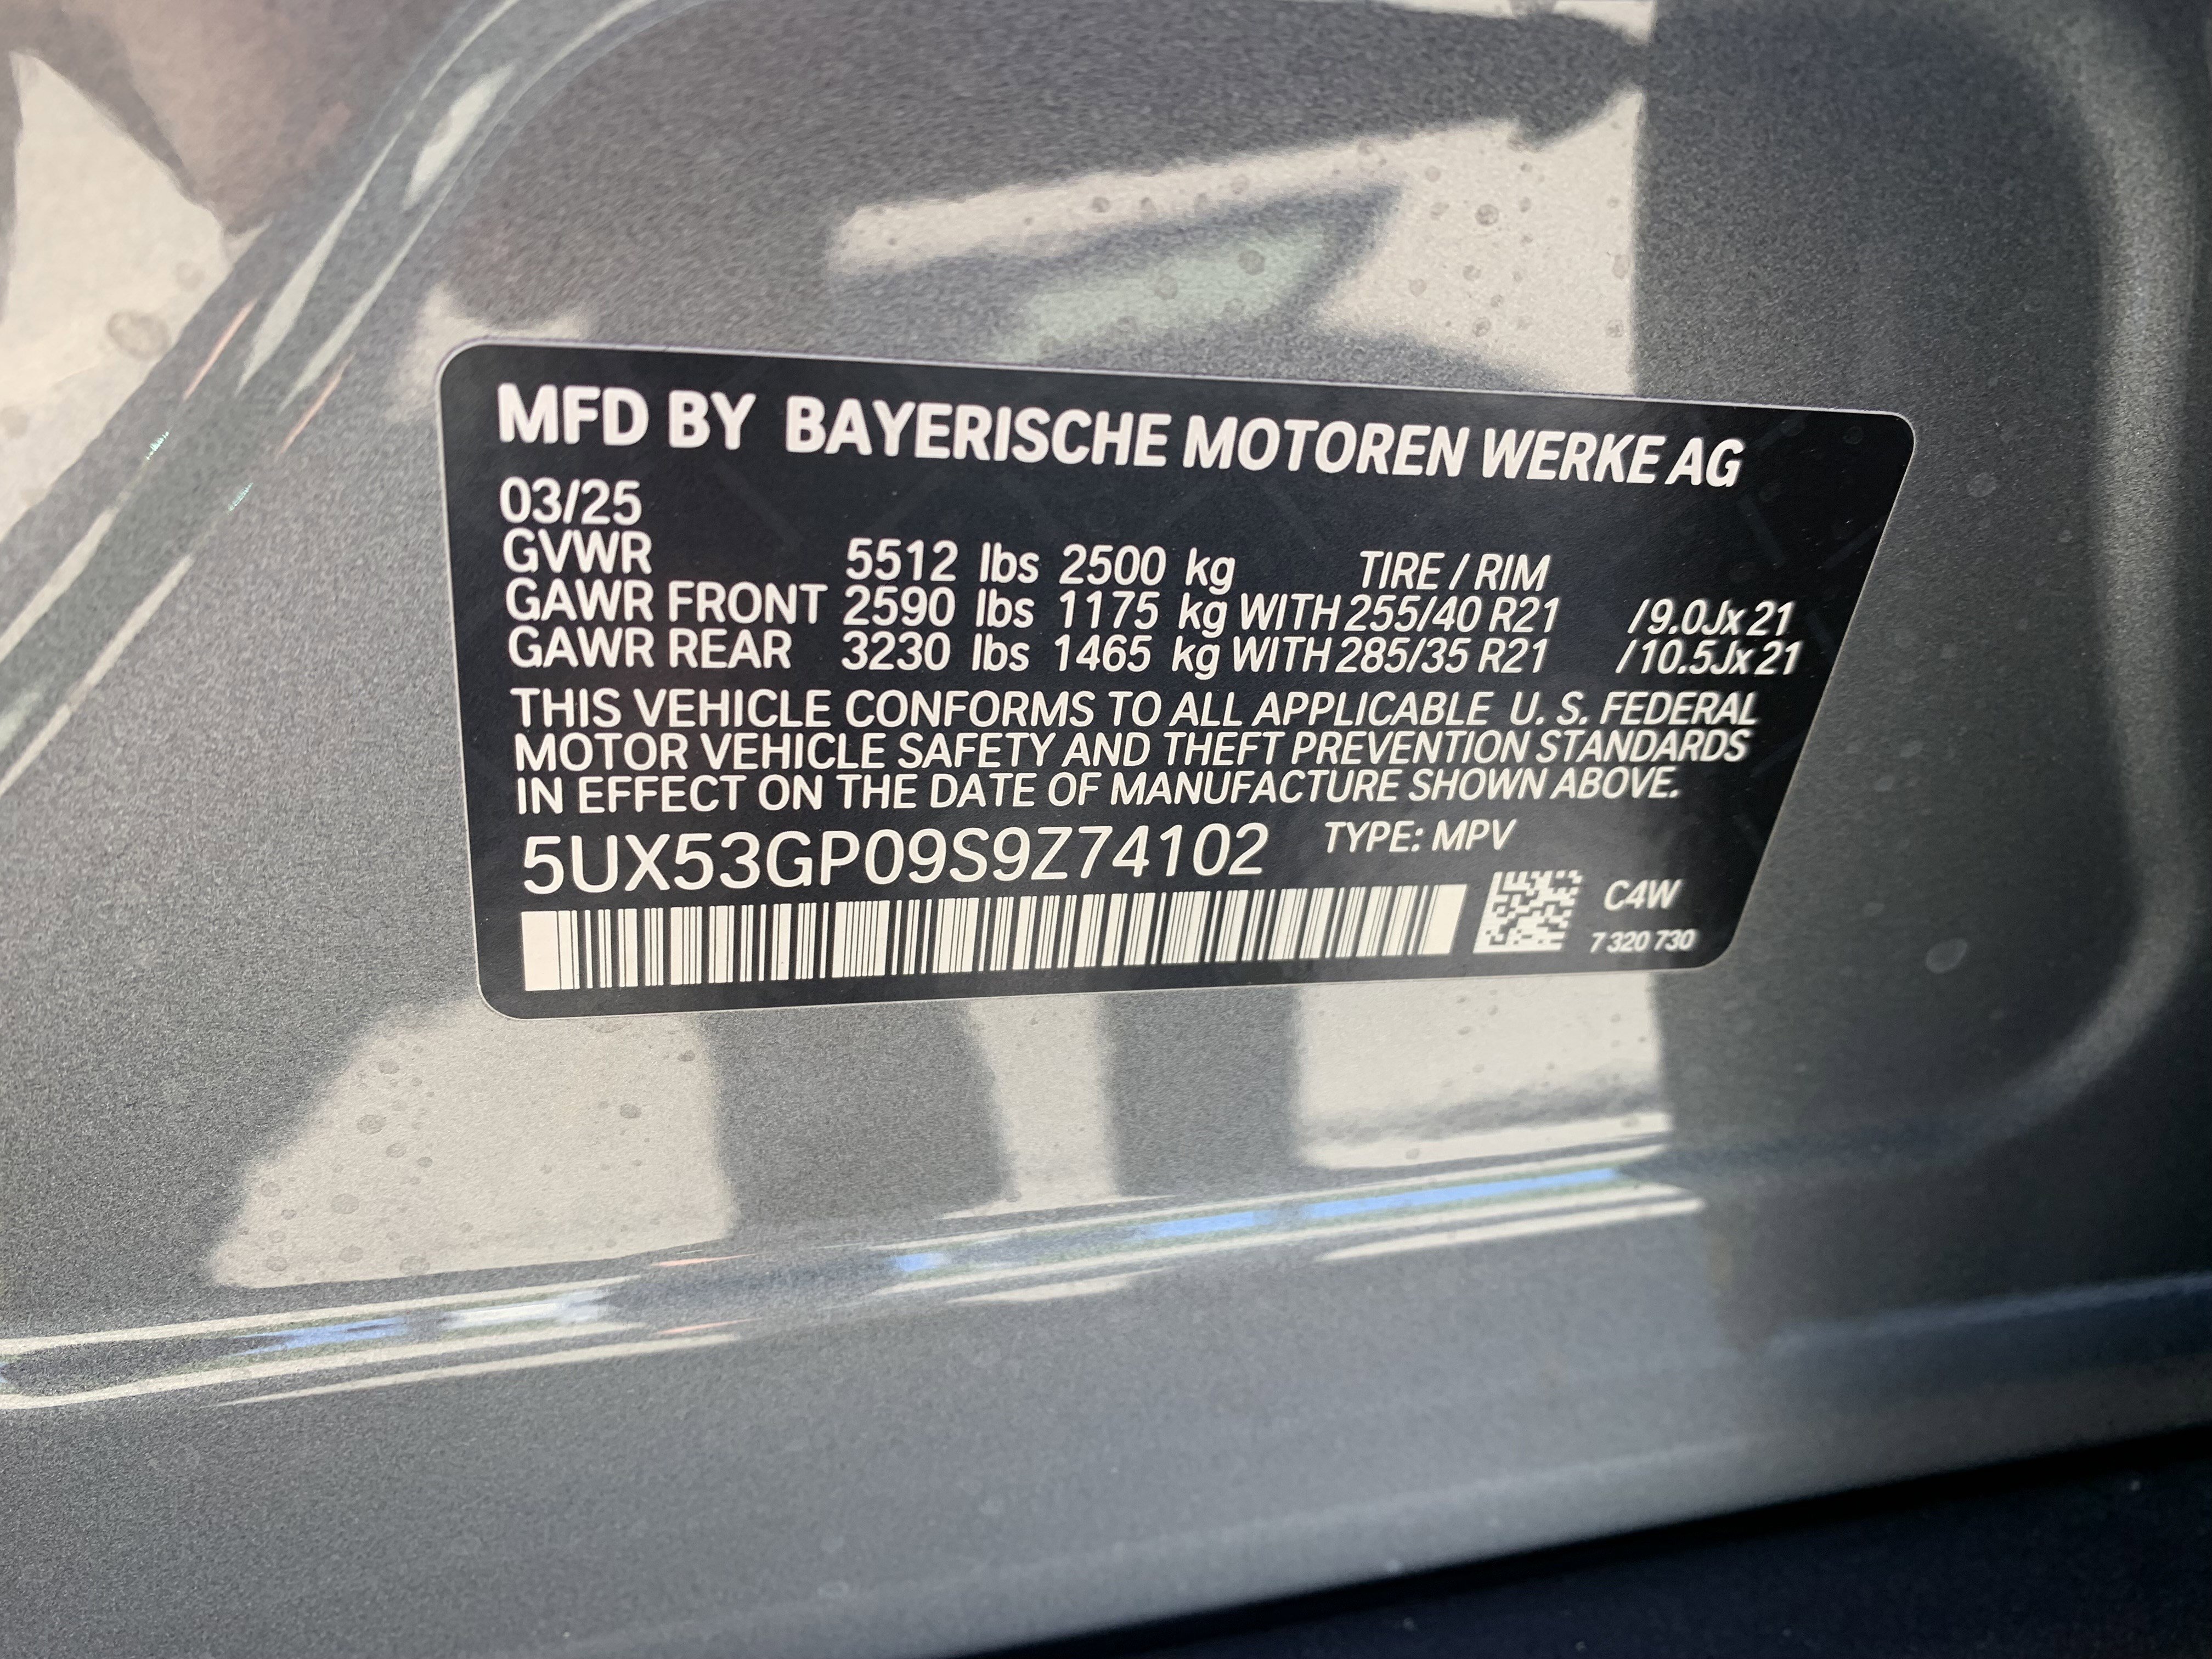 MFD BY BAYERISCHE MOTOREN WERKE AG
03/25
GVWR 5512 lbs 2500 kg TIRE / RIM
GAWR FRONT 2590 lbs 1175 kg WITH 255/40 R21 /9.0Jx21
GAWR REAR 3230 lbs 1465 kg WITH 285/35 R21 /10.5Jx21
THIS VEHICLE CONFORMS TO ALL APPLICABLE U. S. FEDERAL
MOTOR VEHICLE SAFETY AND THEFT PREVENTION STANDARDS
IN EFFECT ON THE DATE OF MANUFACTURE SHOWN ABOVE.
5UX53GP09S9Z74102 TYPE: MPV
C4W
7 320 730